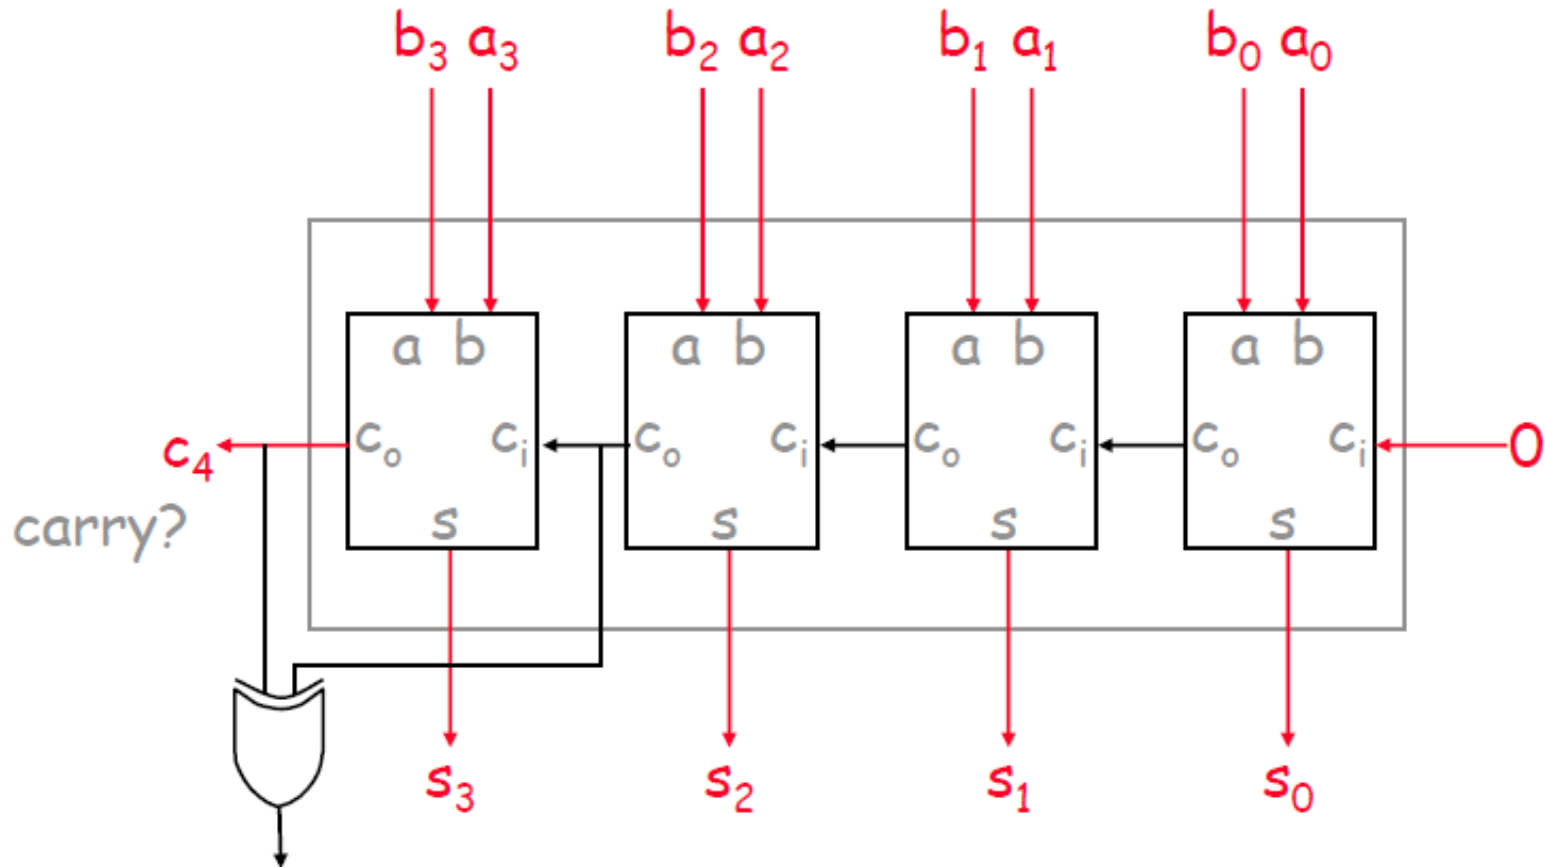 b₃ a₃ b₂ a₂ b₁ a₁ b₀ a₀
a b a b a b a b
c₄ cₒ cᵢ cₒ cᵢ cₒ cᵢ cₒ cᵢ 0
carry? s s s s
s₃ s₂ s₁ s₀